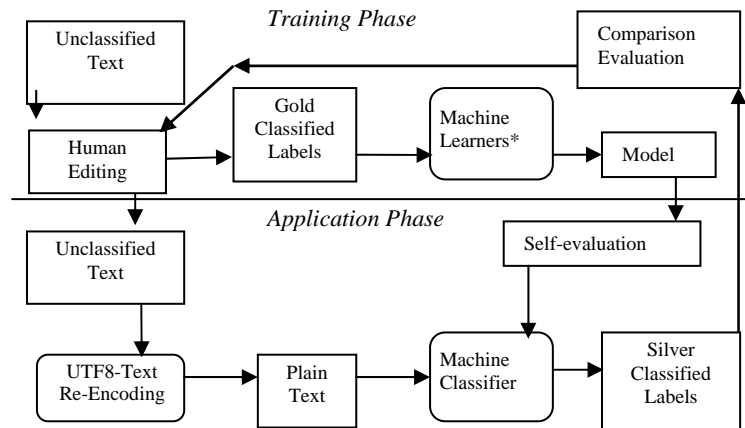 Training Phase
Unclassified
Text
Comparison
Evaluation
Human
Editing
Gold
Classified
Labels
Machine
Learners*
Model
Application Phase
Unclassified
Text
Self-evaluation
UTF8-Text
Re-Encoding
Plain
Text
Machine
Classifier
Silver
Classified
Labels